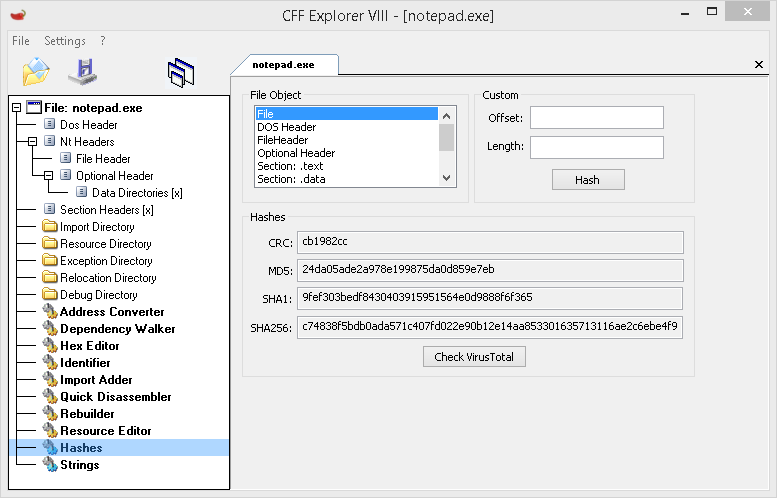 CFF Explorer VIII - [notepad.exe]
File Settings ?
notepad.exe
File: notepad.exe
Dos Header
Nt Headers
File Header
Optional Header
Data Directories [x]
Section Headers [x]
Import Directory
Resource Directory
Exception Directory
Relocation Directory
Debug Directory
Address Converter
Dependency Walker
Hex Editor
Identifier
Import Adder
Quick Disassembler
Rebuilder
Resource Editor
Hashes
Strings
File Object
File
DOS Header
FileHeader
Optional Header
Section: .text
Section: .data
Custom
Offset:
Length:
Hash
Hashes
CRC: cb1982cc
MD5: 24da05ade2a978e199875da0d859e7eb
SHA1: 9fef303bedf8430403915951564e0d9888f6f365
SHA256: c74838f5bdb0ada571c407fd022e90b12e14aa853301635713116ae2c6ebe4f9
Check VirusTotal